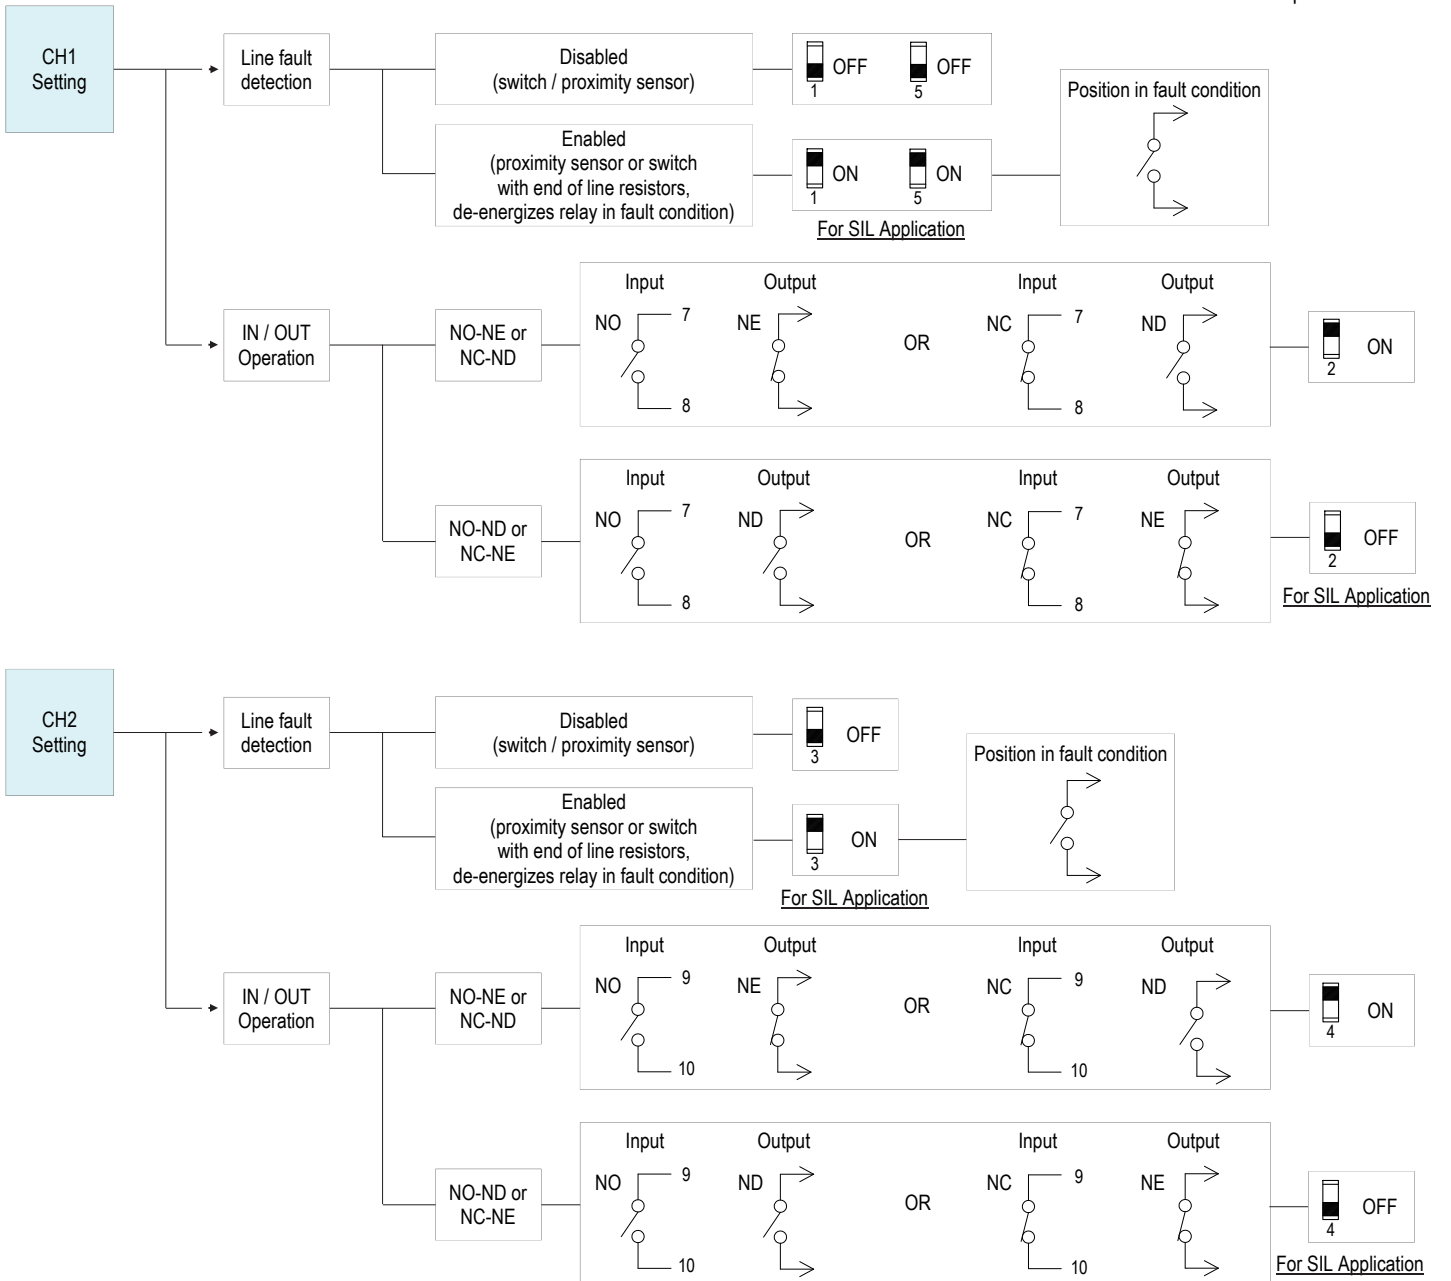 CH1
Setting
Line fault
detection
Disabled
(switch / proximity sensor)
OFF
OFF
1
5
Enabled
(proximity sensor or switch
with end of line resistors,
de-energizes relay in fault condition)
ON
ON
1
5
For SIL Application
Position in fault condition
IN / OUT
Operation
NO-NE or
NC-ND
Input
Output
Input
Output
NO
7
NE
OR
NC
7
ND
8
8
ON
2
NO-ND or
NC-NE
Input
Output
Input
Output
NO
7
ND
OR
NC
7
NE
8
8
OFF
2
For SIL Application
CH2
Setting
Line fault
detection
Disabled
(switch / proximity sensor)
OFF
3
Enabled
(proximity sensor or switch
with end of line resistors,
de-energizes relay in fault condition)
ON
3
For SIL Application
Position in fault condition
IN / OUT
Operation
NO-NE or
NC-ND
Input
Output
Input
Output
NO
9
NE
OR
NC
9
ND
10
10
ON
4
NO-ND or
NC-NE
Input
Output
Input
Output
NO
9
ND
OR
NC
9
NE
10
10
OFF
4
For SIL Application